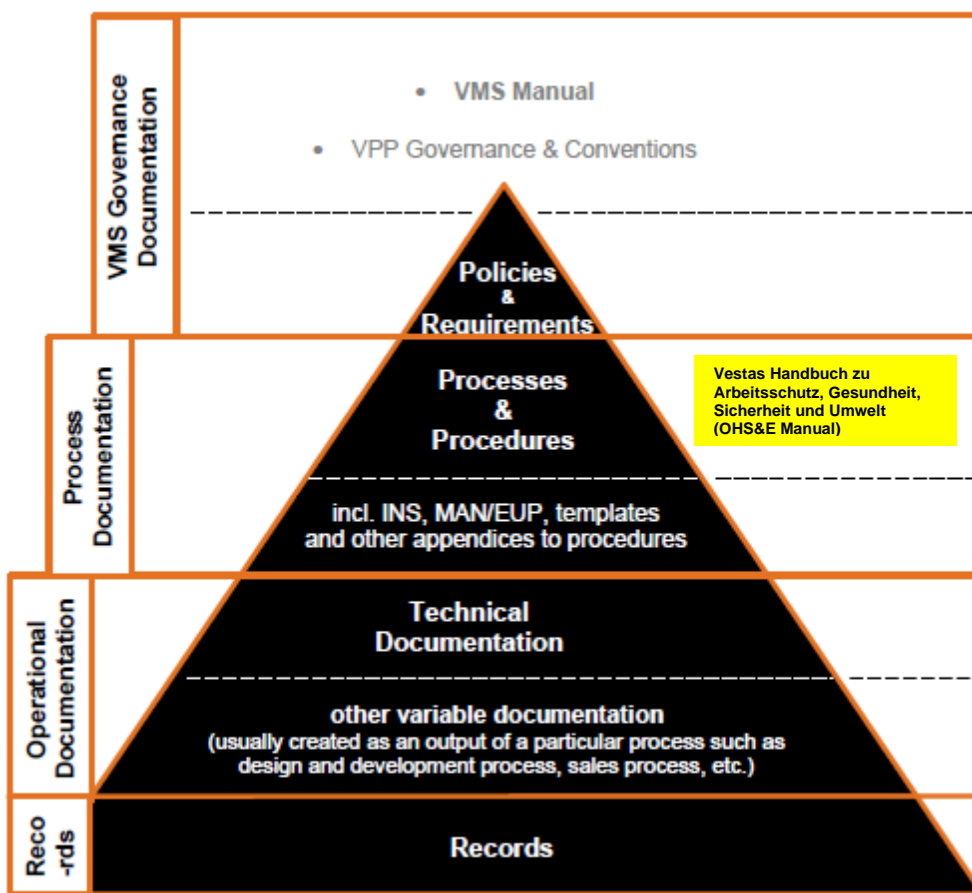 VMS Governance
Documentation
• VMS Manual
• VPP Governance & Conventions
Policies
&
Requirements
Process
Documentation
Processes
&
Procedures
Vestas Handbuch zu
Arbeitsschutz, Gesundheit,
Sicherheit und Umwelt
(OHS&E Manual)
incl. INS, MAN/EUP, templates
and other appendices to procedures
Operational
Documentation
Technical
Documentation
other variable documentation
(usually created as an output of a particular process such as
design and development process, sales process, etc.)
Reco
-rds
Records